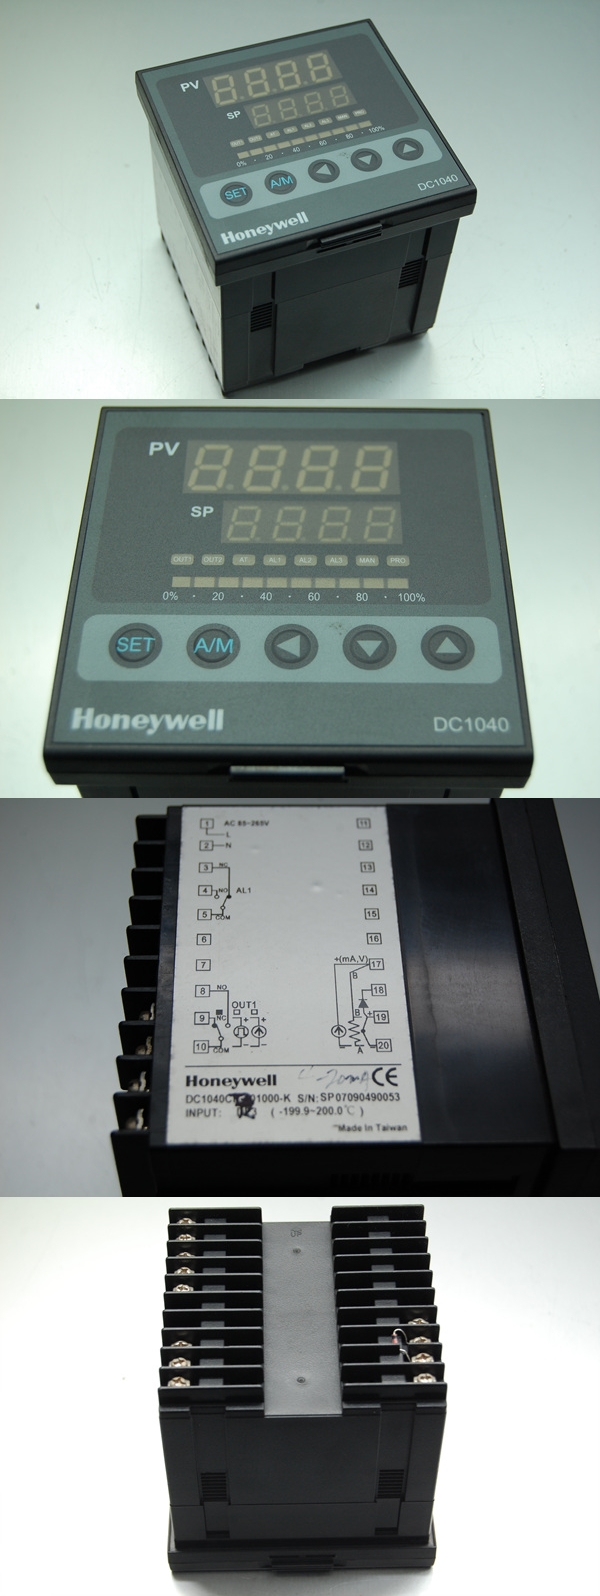 PV
SP
0% · 20 · 40 · 60 · 80 · 100%
SET A/M
DC1040
Honeywell
PV
SP
OUT1 OUT2 AT AL1 AL2 AL3 MAN PRO
0% · 20 · 40 · 60 · 80 · 100%
SET A/M
Honeywell DC1040
1 AC 85~265V 11
L
2 N 12
3 NC 13
4 NO AL1 14
5 COM 15
6 16
7 +(mA,V) 17
B
8 NO 18
OUT1
9 NC B 19
10 COM A 20
Honeywell CE
S/N: SP07090490053
INPUT: (-199.9~200.0℃)
Made in Taiwan